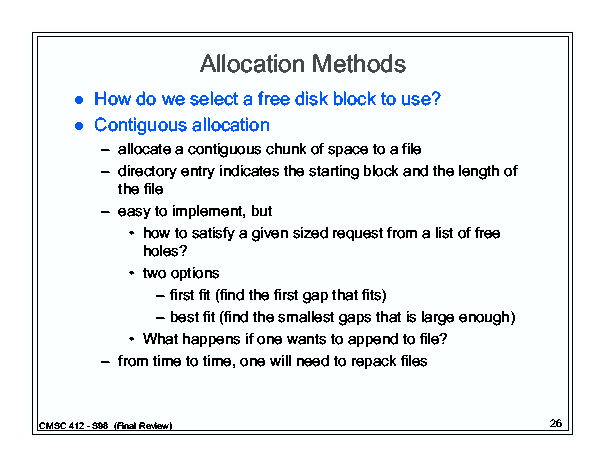 Allocation Methods
● How do we select a free disk block to use?
● Contiguous allocation
– allocate a contiguous chunk of space to a file
– directory entry indicates the starting block and the length of
the file
– easy to implement, but
• how to satisfy a given sized request from a list of free
holes?
• two options
– first fit (find the first gap that fits)
– best fit (find the smallest gaps that is large enough)
• What happens if one wants to append to file?
– from time to time, one will need to repack files
CMSC 412 - S98 (Final Review)
26